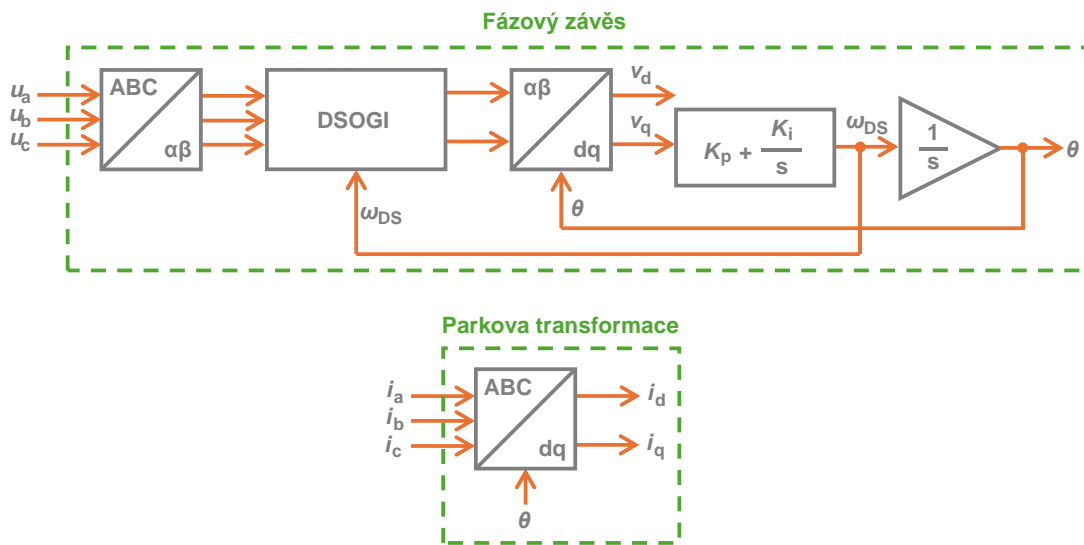 Fázový závěs
u_a
u_b
u_c
ABC
αβ
DSOGI
αβ
dq
v_d
v_q
K_p + K_i / s
ω_DS
1 / s
θ
ω_DS
θ
Parkova transformace
i_a
i_b
i_c
ABC
dq
i_d
i_q
θ